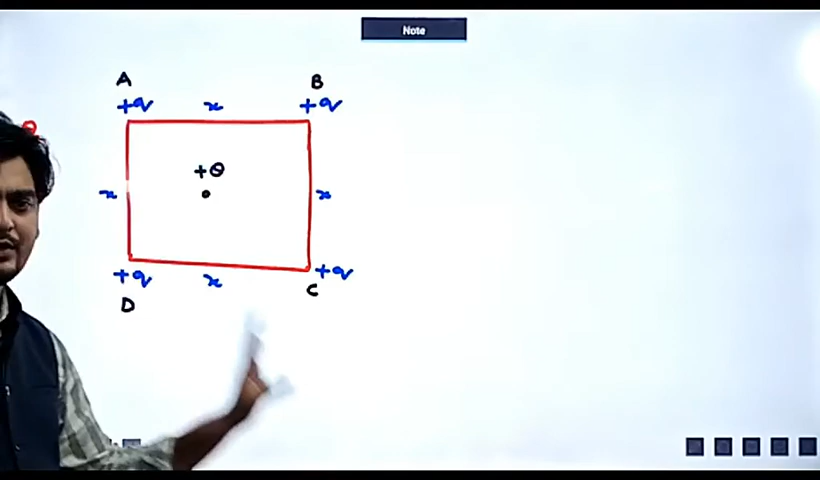 Note
A B
+q x +q
+Q
x x
+q x +q
D C